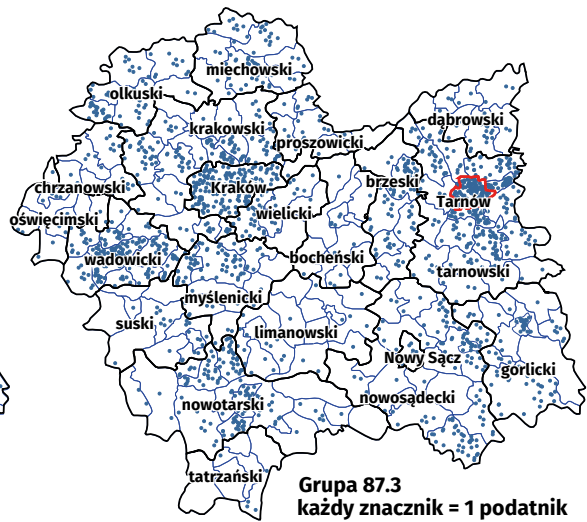 miechowski
olkuski
dąbrowski
krakowski
proszowicki
chrzanowski
Kraków
brzeski
Tarnów
oświęcimski
wielicki
wadowicki
bocheński
tarnowski
myślenicki
suski
limanowski
Nowy Sącz
gorlicki
nowotarski
nowosądecki
tatrzański
Grupa 87.3
każdy znacznik = 1 podatnik